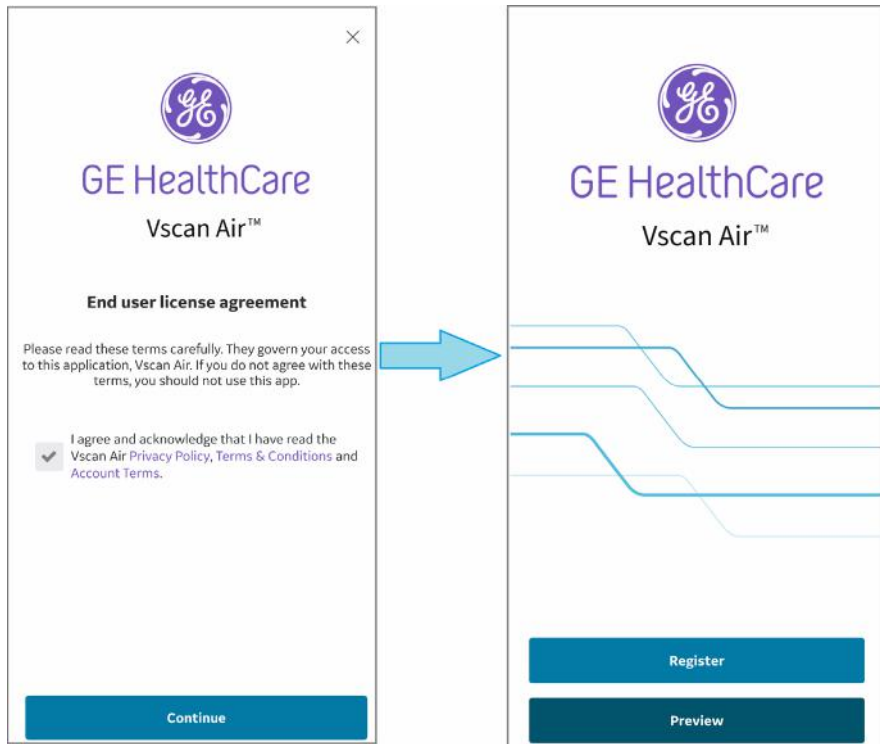 GE
GE HealthCare
Vscan Air™
End user license agreement
Please read these terms carefully. They govern your access
to this application, Vscan Air. If you do not agree with these
terms, you should not use this app.
I agree and acknowledge that I have read the
Vscan Air Privacy Policy, Terms & Conditions and
Account Terms.
Continue
GE
GE HealthCare
Vscan Air™
Register
Preview